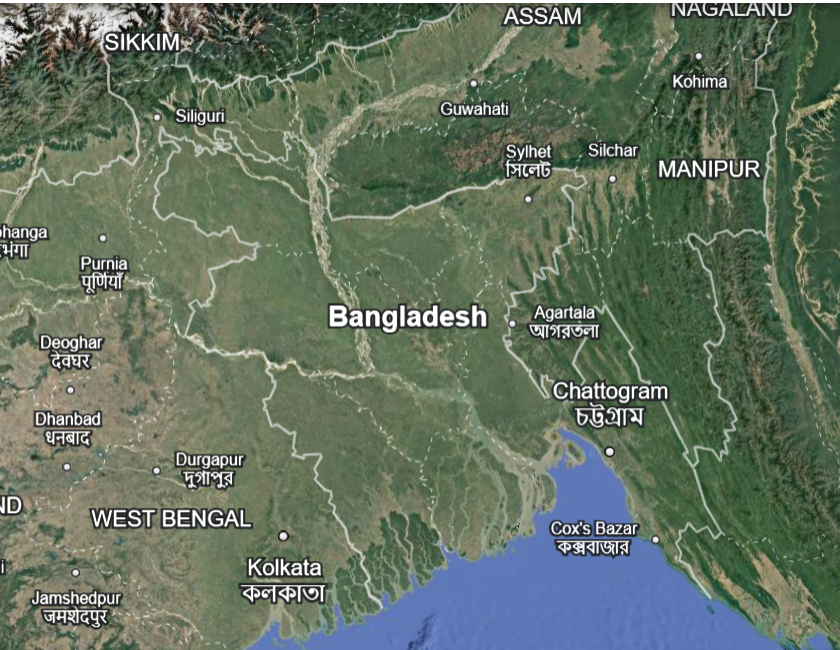 ASSAM
NAGALAND
SIKKIM
Kohima
Siliguri
Guwahati
Sylhet
সিলেট
Silchar
MANIPUR
Purnia
पूर्णियाँ
Bangladesh
Agartala
আগরতলা
Deoghar
देवघर
Chattogram
চট্টগ্রাম
Dhanbad
धनबाद
Durgapur
দুর্গাপুর
WEST BENGAL
Cox's Bazar
কক্সবাজার
Kolkata
কলকাতা
Jamshedpur
जमशेदपुर